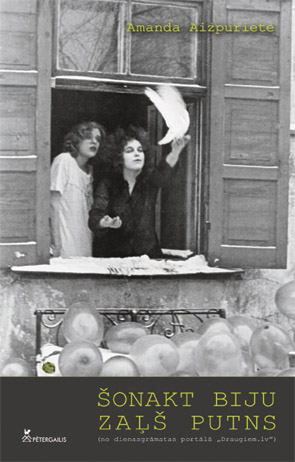 Amanda Aizpuriete
ŠONAKT BIJU
ZAĻŠ PUTNS
(no dienasgrāmatas portālā „Draugiem.lv")
PĒTERGAILIS